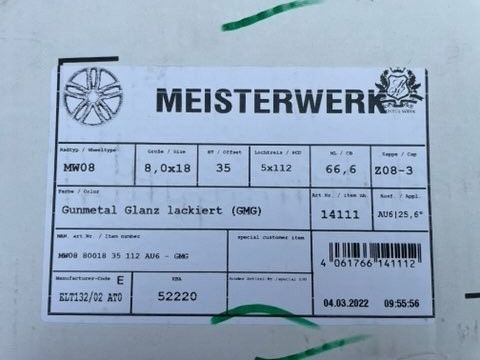 MEISTERWERK
Radtyp / Wheeltype
Größe / Size
ET / Offset
Lochkreis / PCD
ML / CB
Kappe / Cap
MW08
8,0x18
35
5x112
66,6
Z08-3
Farbe / Color
Art Nr. / item nb.
Koef./ Appl.
Gunmetal Glanz lackiert (GMG)
14111
AU6|25,6"
art Nr. / Item number
special customer item
MW08 80018 35 112 AU6 - GMG
4 061766 141112
Manufacturer-Code
E
KBA
ELT132/02 AT0
52220
04.03.2022
09:55:56